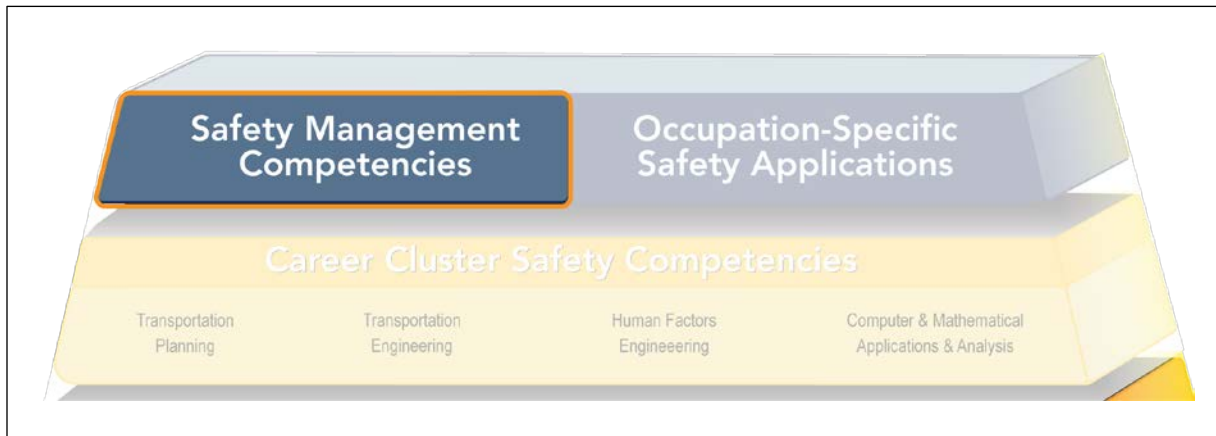 Safety Management
Competencies
Occupation-Specific
Safety Applications
Career Cluster Safety Competencies
Transportation
Planning
Transportation
Engineering
Human Factors
Engineeering
Computer & Mathematical
Applications & Analysis